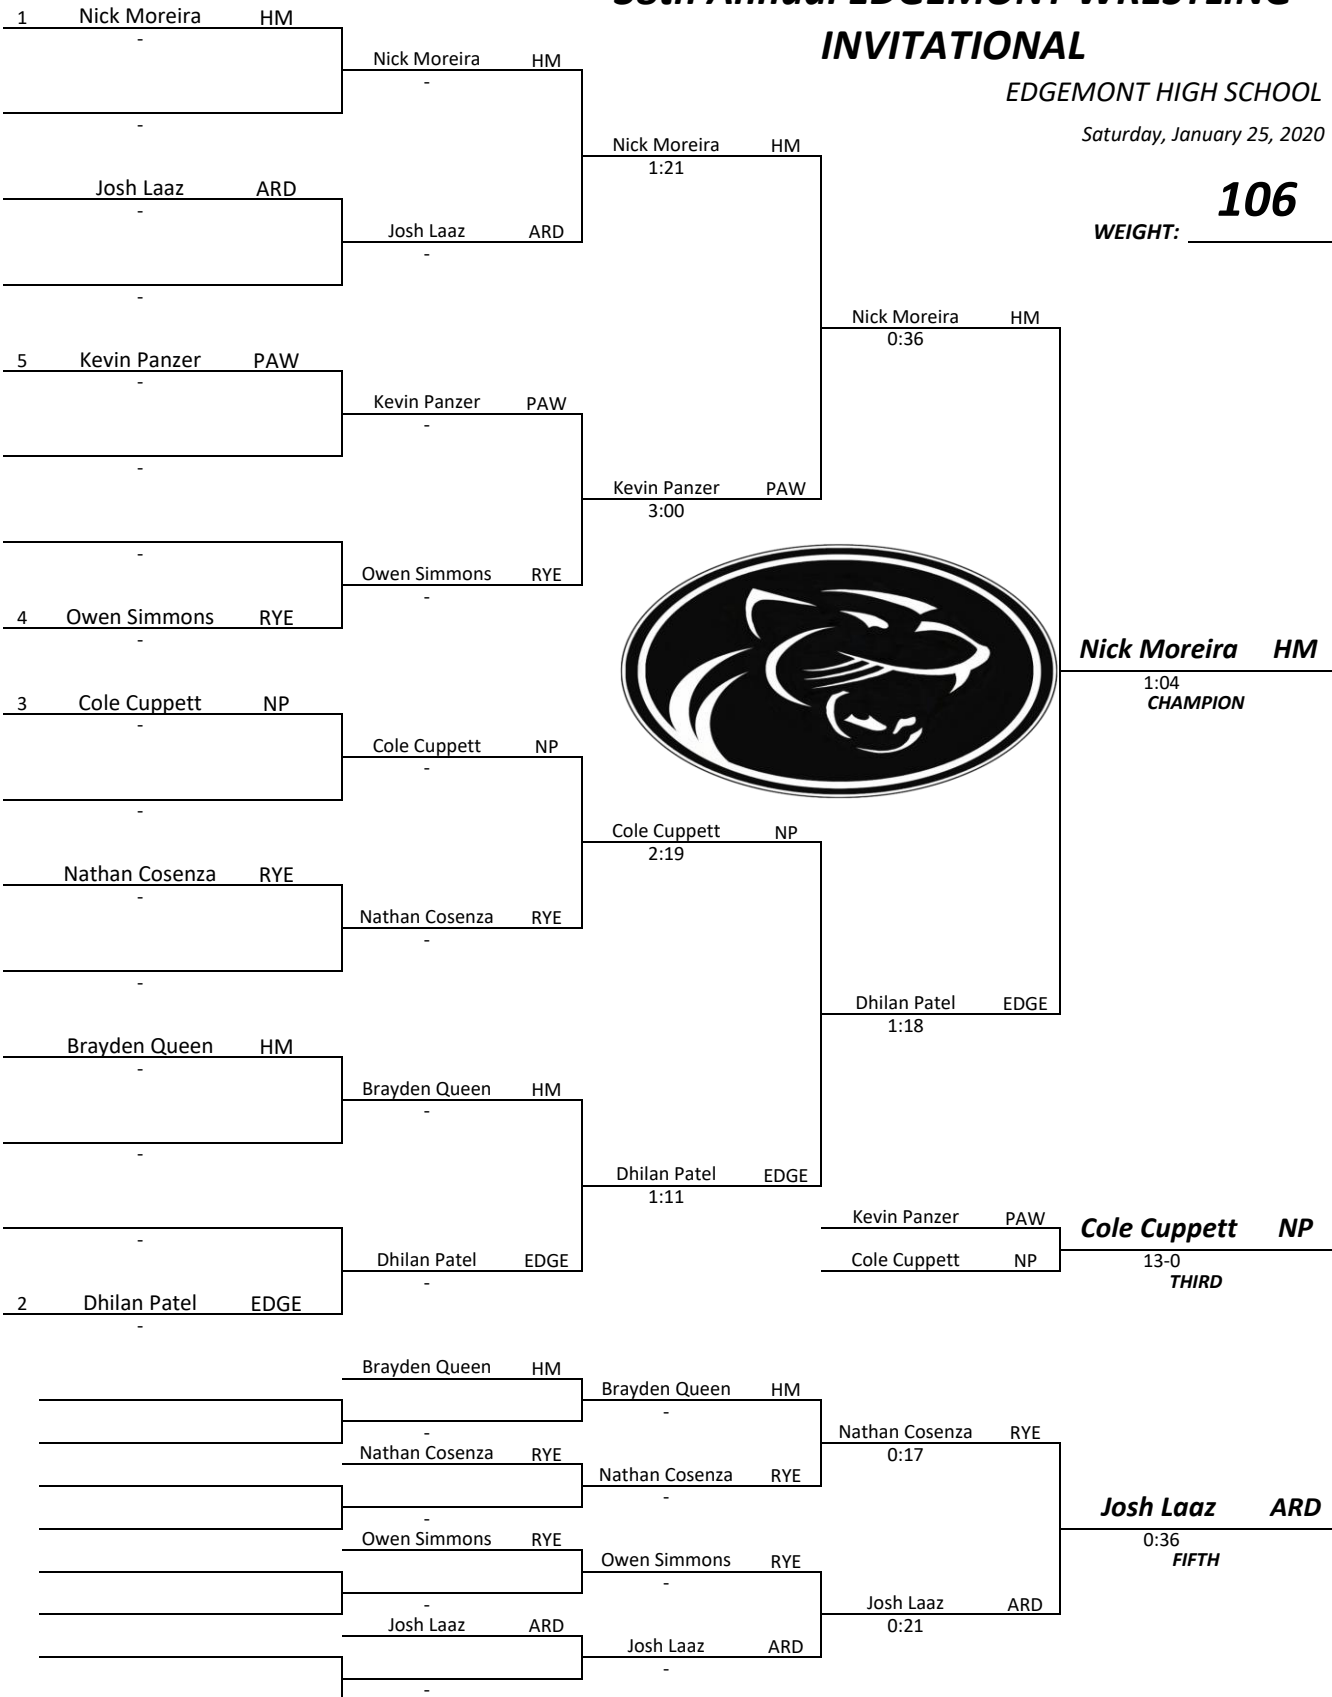 38th Annual EDGEMONT WRESTLING
INVITATIONAL
EDGEMONT HIGH SCHOOL
Saturday, January 25, 2020
106
WEIGHT:
1 Nick Moreira HM
-
Nick Moreira HM
-
-
Nick Moreira HM
1:21
Josh Laaz ARD
-
Josh Laaz ARD
-
-
Nick Moreira HM
0:36
5 Kevin Panzer PAW
-
Kevin Panzer PAW
-
-
Kevin Panzer PAW
3:00
-
Owen Simmons RYE
-
4 Owen Simmons RYE
-
Nick Moreira HM
1:04
CHAMPION
3 Cole Cuppett NP
-
Cole Cuppett NP
-
-
Cole Cuppett NP
2:19
Nathan Cosenza RYE
-
Nathan Cosenza RYE
-
-
Dhilan Patel EDGE
1:18
Brayden Queen HM
-
Brayden Queen HM
-
-
Dhilan Patel EDGE
1:11
-
Dhilan Patel EDGE
-
2 Dhilan Patel EDGE
-
Kevin Panzer PAW
Cole Cuppett NP
Cole Cuppett NP
13-0
THIRD
Brayden Queen HM
-
Brayden Queen HM
-
Nathan Cosenza RYE
-
Nathan Cosenza RYE
-
Nathan Cosenza RYE
0:17
Owen Simmons RYE
-
Owen Simmons RYE
-
Josh Laaz ARD
-
Josh Laaz ARD
-
Josh Laaz ARD
0:21
Josh Laaz ARD
0:36
FIFTH